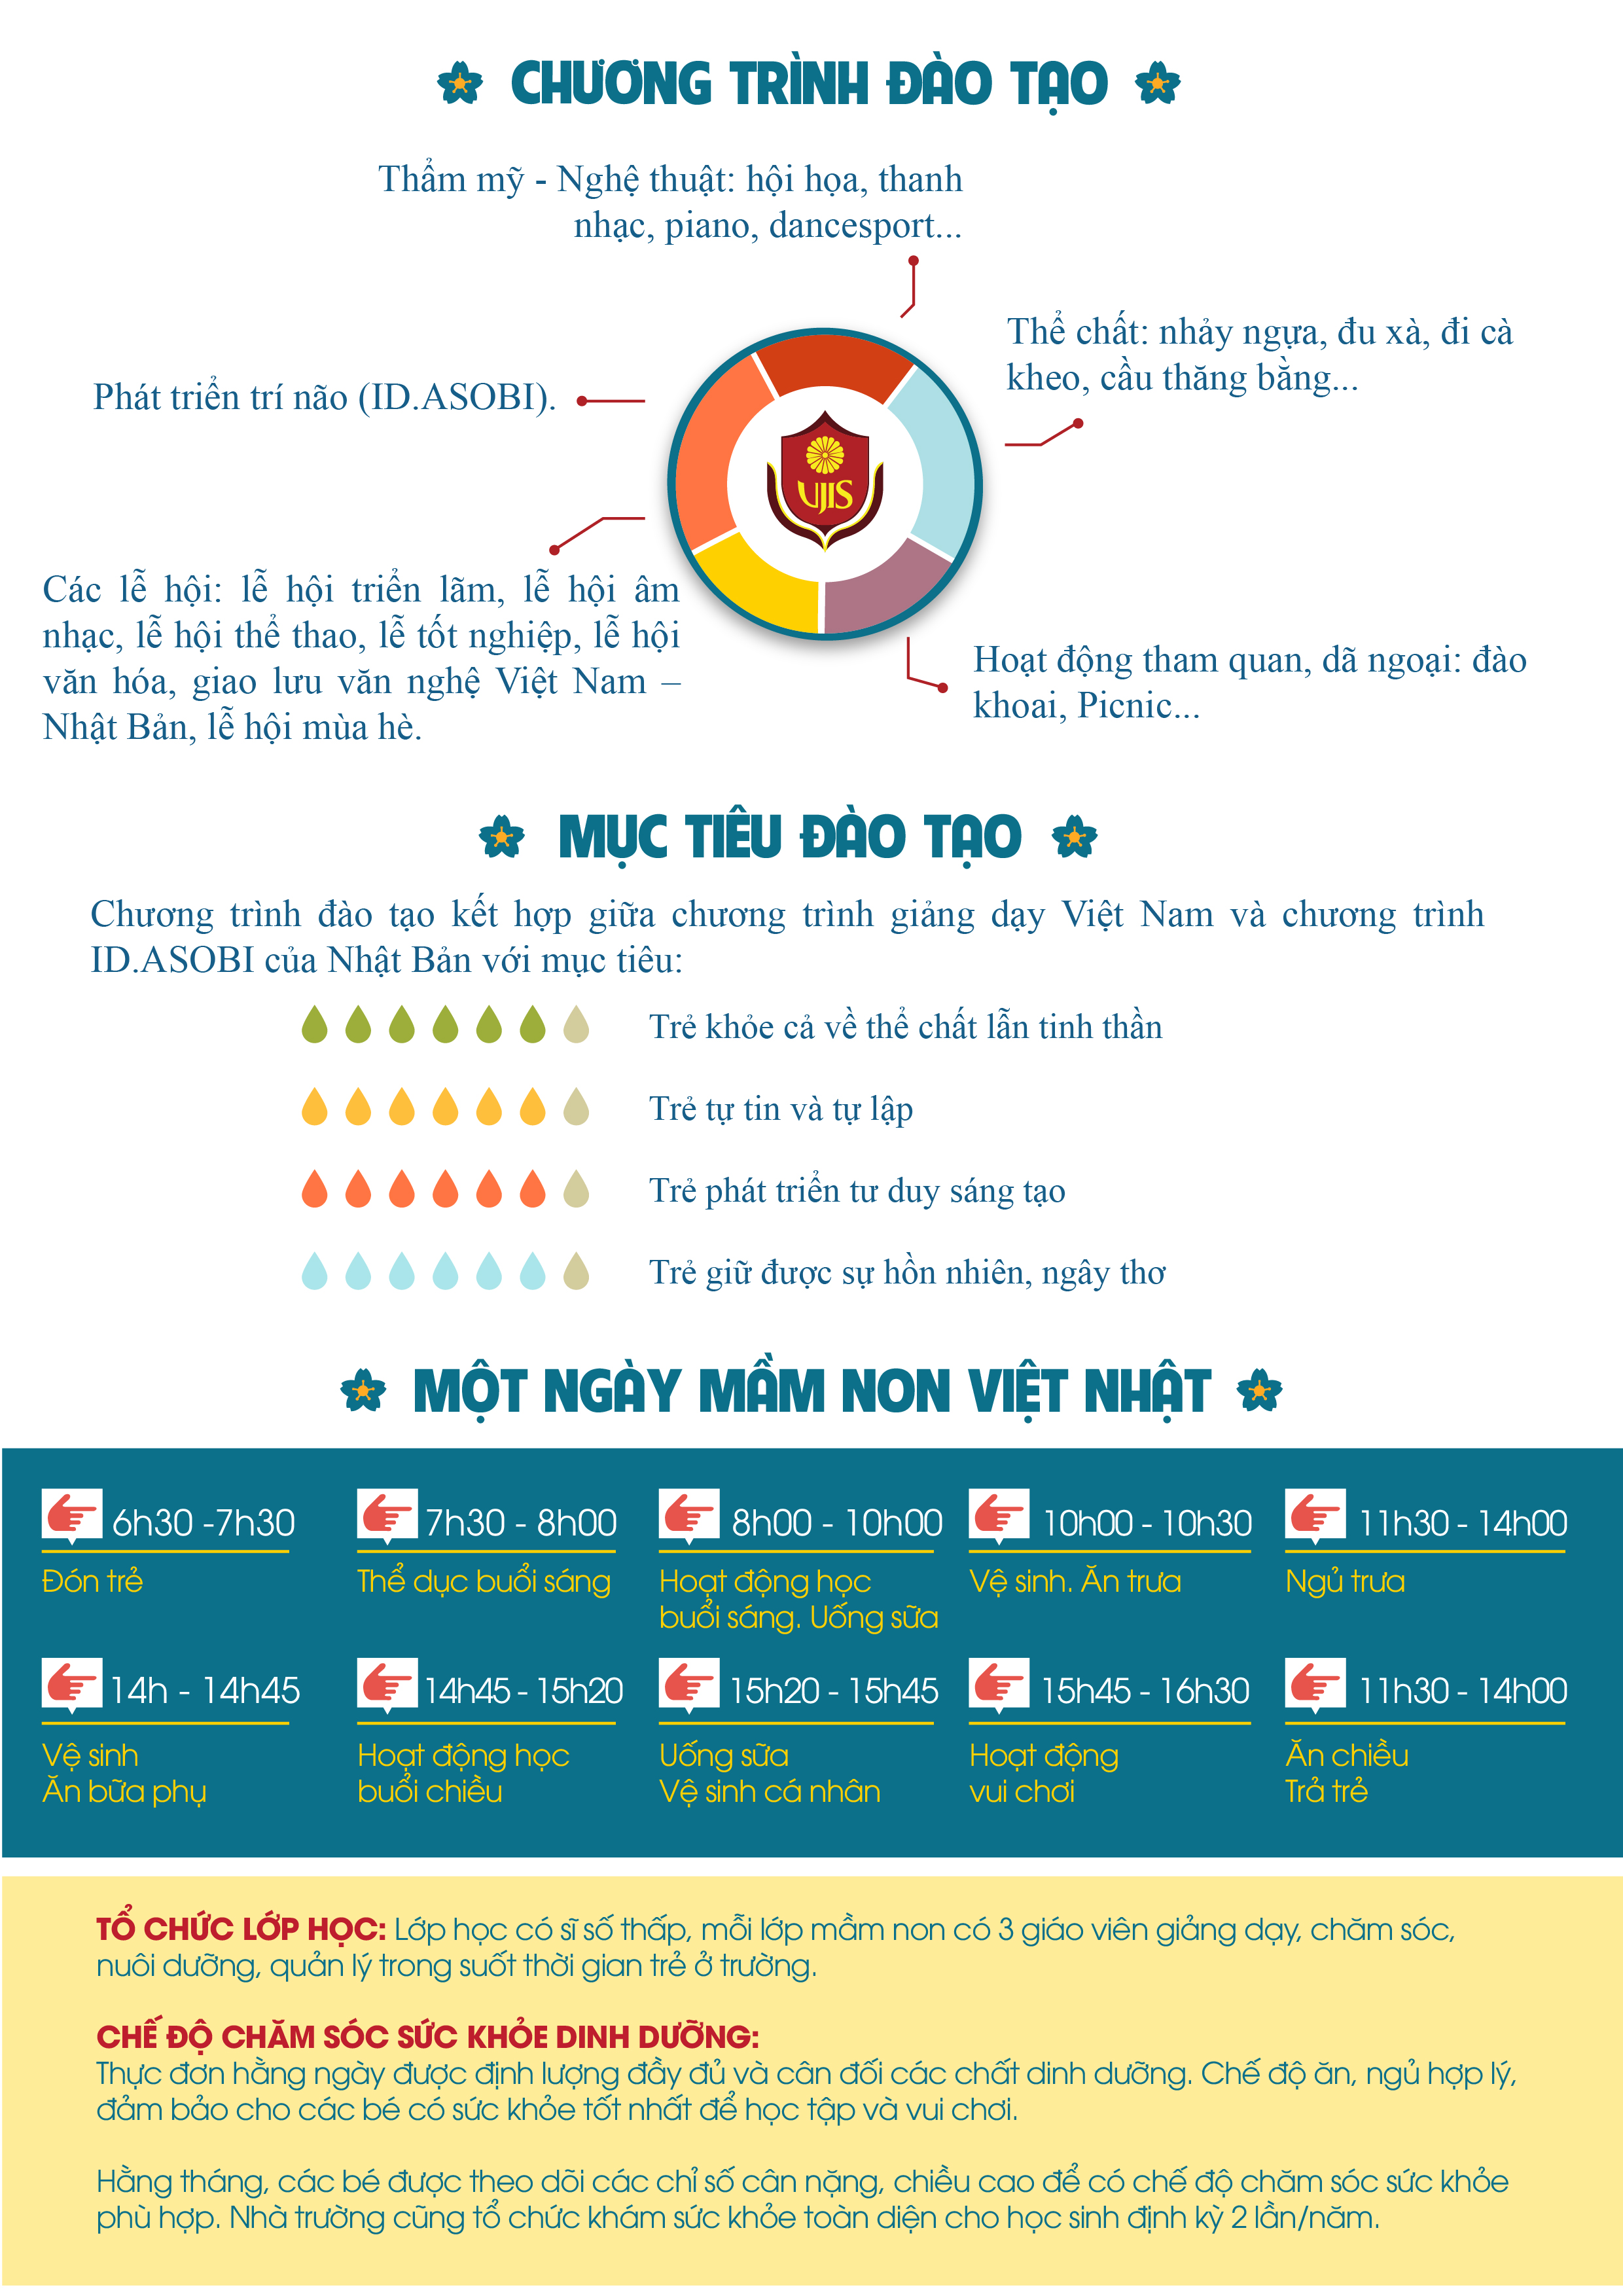 CHƯƠNG TRÌNH ĐÀO TẠO
Thẩm mỹ - Nghệ thuật: hội họa, thanh
nhạc, piano, dancesport...
Thể chất: nhảy ngựa, đu xà, đi cà
kheo, cầu thăng bằng...
Phát triển trí não (ID.ASOBI).
VJIS
Các lễ hội: lễ hội triển lãm, lễ hội âm
nhạc, lễ hội thể thao, lễ tốt nghiệp, lễ hội
văn hóa, giao lưu văn nghệ Việt Nam –
Nhật Bản, lễ hội mùa hè.
Hoạt động tham quan, dã ngoại: đào
khoai, Picnic...
MỤC TIÊU ĐÀO TẠO
Chương trình đào tạo kết hợp giữa chương trình giảng dạy Việt Nam và chương trình
ID.ASOBI của Nhật Bản với mục tiêu:
Trẻ khỏe cả về thể chất lẫn tinh thần
Trẻ tự tin và tự lập
Trẻ phát triển tư duy sáng tạo
Trẻ giữ được sự hồn nhiên, ngây thơ
MỘT NGÀY MẦM NON VIỆT NHẬT
6h30 -7h30
Đón trẻ
7h30 - 8h00
Thể dục buổi sáng
8h00 - 10h00
Hoạt động học
buổi sáng. Uống sữa
10h00 - 10h30
Vệ sinh. Ăn trưa
11h30 - 14h00
Ngủ trưa
14h - 14h45
Vệ sinh
Ăn bữa phụ
14h45 - 15h20
Hoạt động học
buổi chiều
15h20 - 15h45
Uống sữa
Vệ sinh cá nhân
15h45 - 16h30
Hoạt động
vui chơi
11h30 - 14h00
Ăn chiều
Trả trẻ
TỔ CHỨC LỚP HỌC: Lớp học có sĩ số thấp, mỗi lớp mầm non có 3 giáo viên giảng dạy, chăm sóc,
nuôi dưỡng, quản lý trong suốt thời gian trẻ ở trường.
CHẾ ĐỘ CHĂM SÓC SỨC KHỎE DINH DƯỠNG:
Thực đơn hằng ngày được định lượng đầy đủ và cân đối các chất dinh dưỡng. Chế độ ăn, ngủ hợp lý,
đảm bảo cho các bé có sức khỏe tốt nhất để học tập và vui chơi.
Hằng tháng, các bé được theo dõi các chỉ số cân nặng, chiều cao để có chế độ chăm sóc sức khỏe
phù hợp. Nhà trường cũng tổ chức khám sức khỏe toàn diện cho học sinh định kỳ 2 lần/năm.